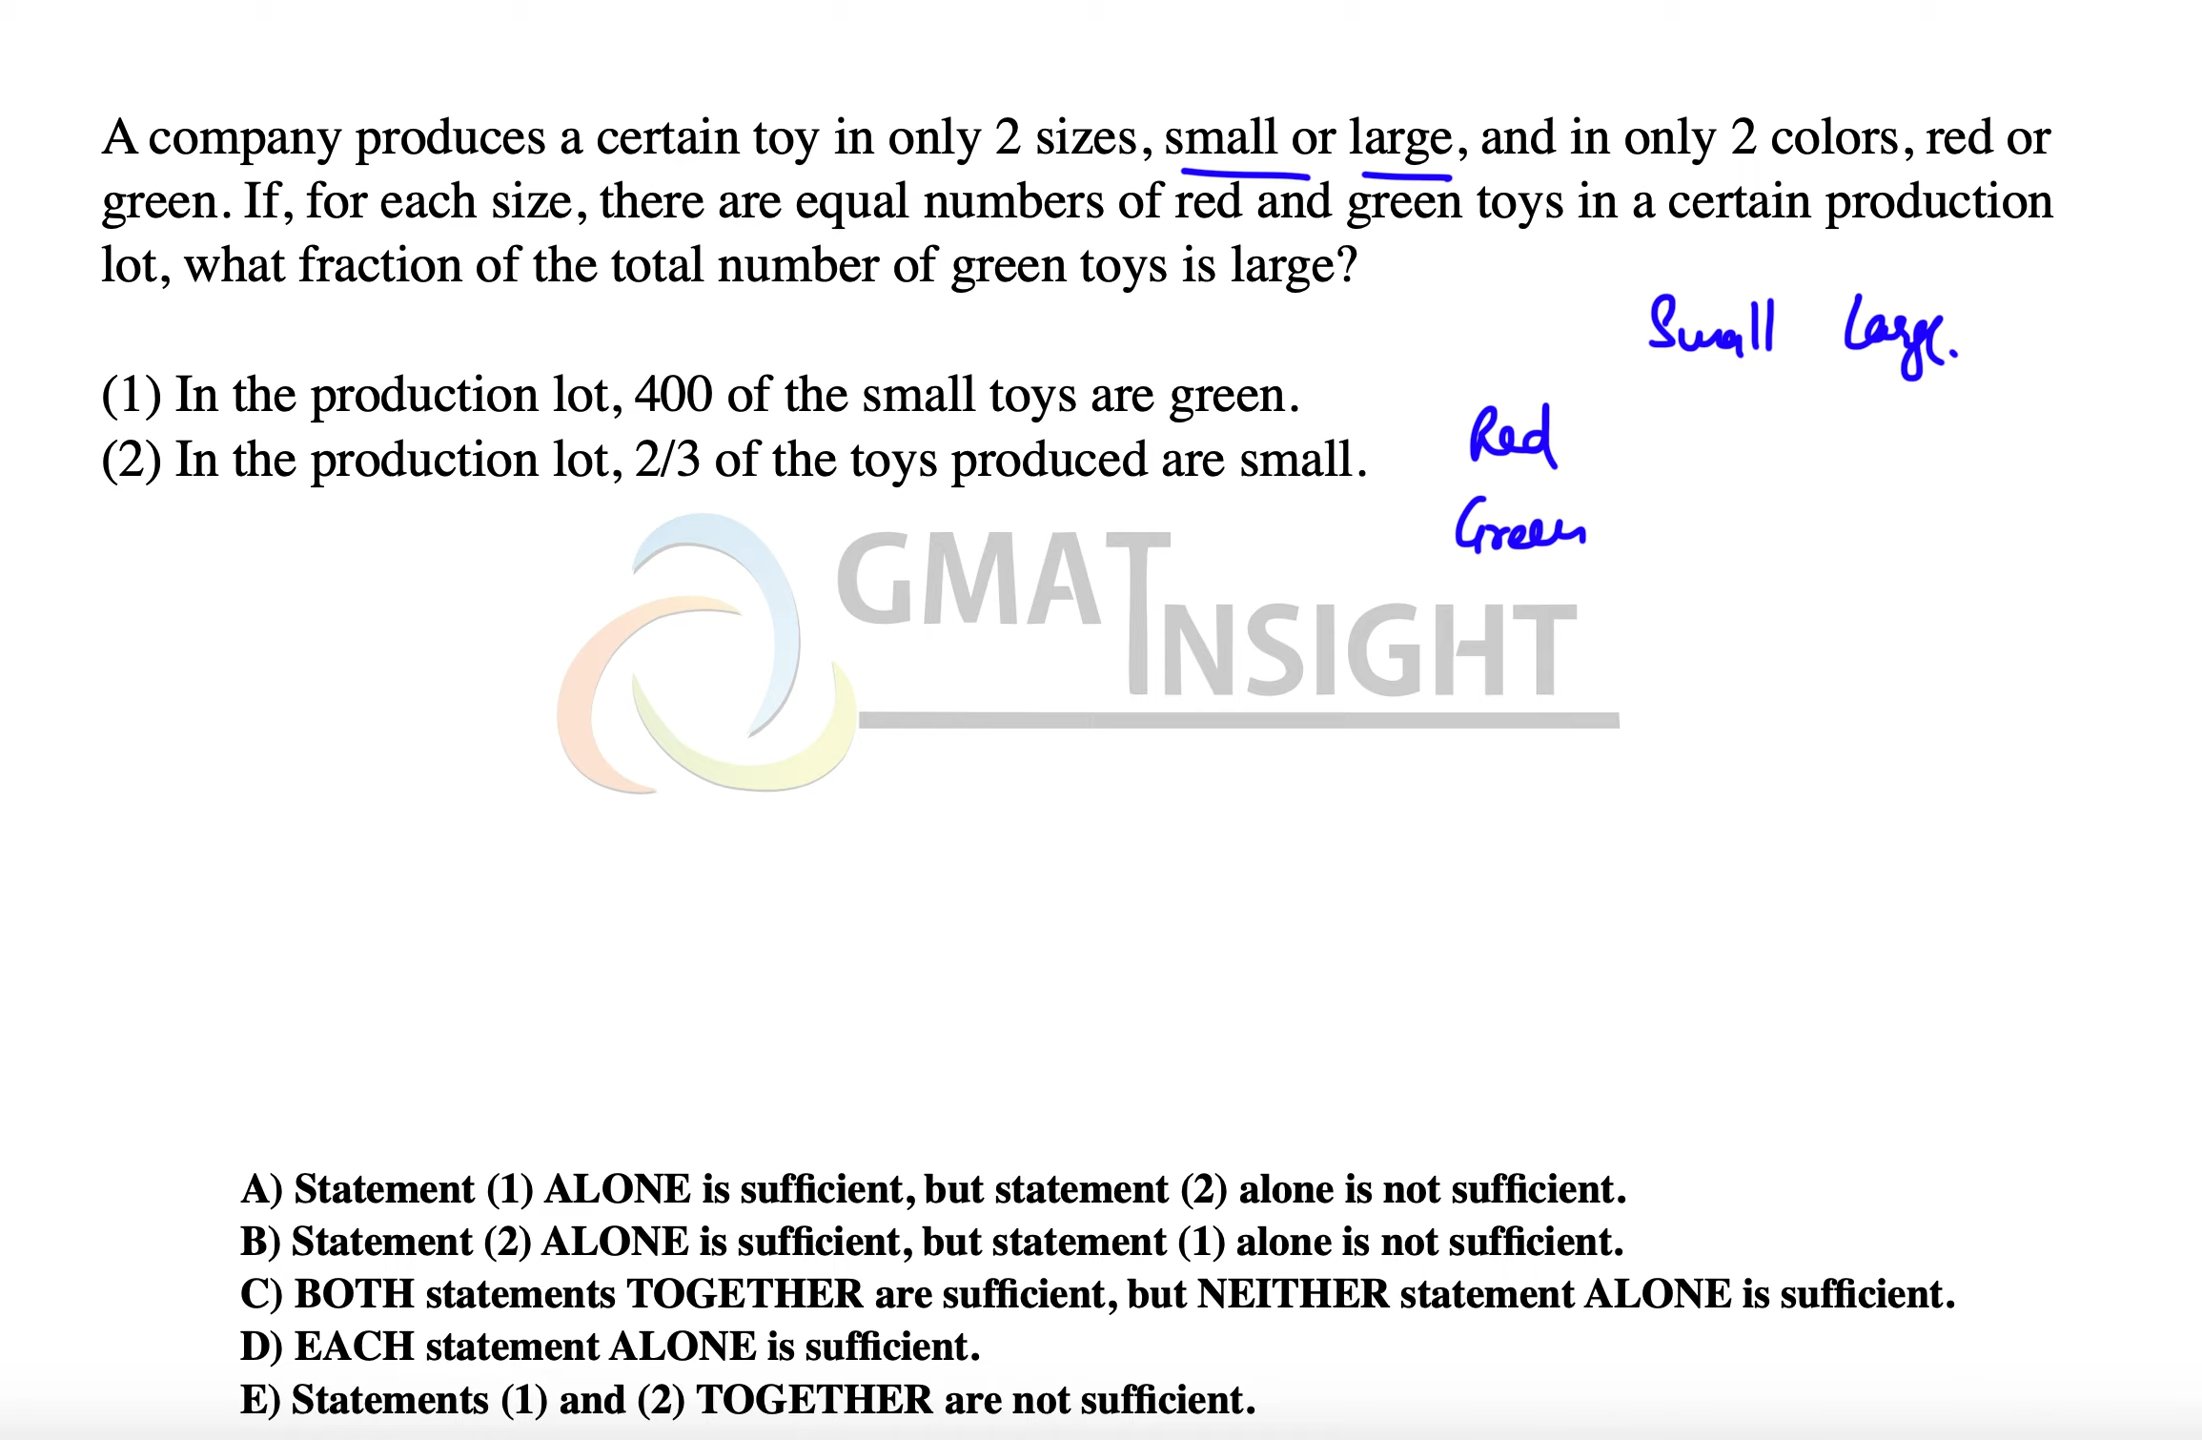 A company produces a certain toy in only 2 sizes, small or large, and in only 2 colors, red or
green. If, for each size, there are equal numbers of red and green toys in a certain production
lot, what fraction of the total number of green toys is large?
Small Large.
(1) In the production lot, 400 of the small toys are green.
Red
(2) In the production lot, 2/3 of the toys produced are small.
Green
GMAT
INSIGHT
A) Statement (1) ALONE is sufficient, but statement (2) alone is not sufficient.
B) Statement (2) ALONE is sufficient, but statement (1) alone is not sufficient.
C) BOTH statements TOGETHER are sufficient, but NEITHER statement ALONE is sufficient.
D) EACH statement ALONE is sufficient.
E) Statements (1) and (2) TOGETHER are not sufficient.